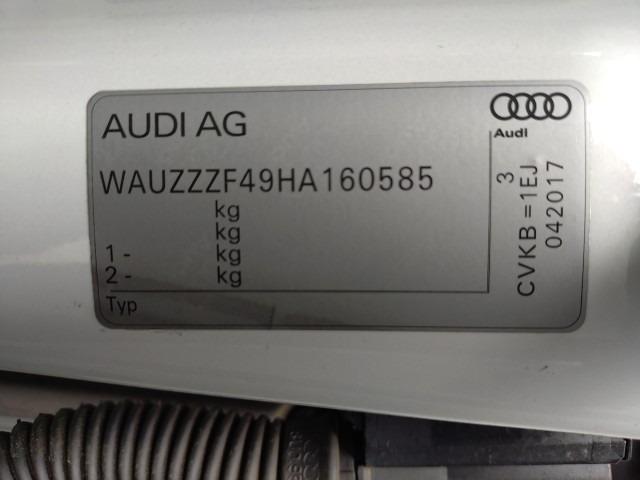 AUDI AG
Audi
WAUZZZF49HA160585
kg
kg
1 - kg
2 - kg
Typ
3
CVKB =1EJ
042017